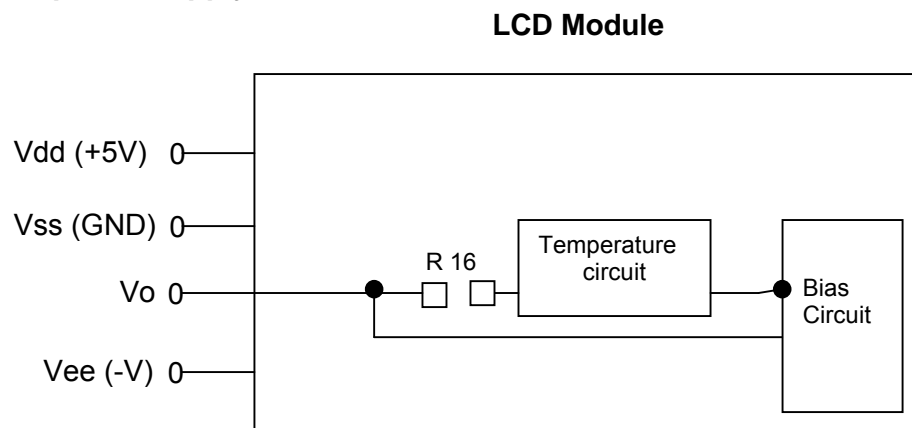 LCD Module
Vdd (+5V) 0
Vss (GND) 0
Vo 0
Vee (-V) 0
R 16
Temperature
circuit
Bias
Circuit